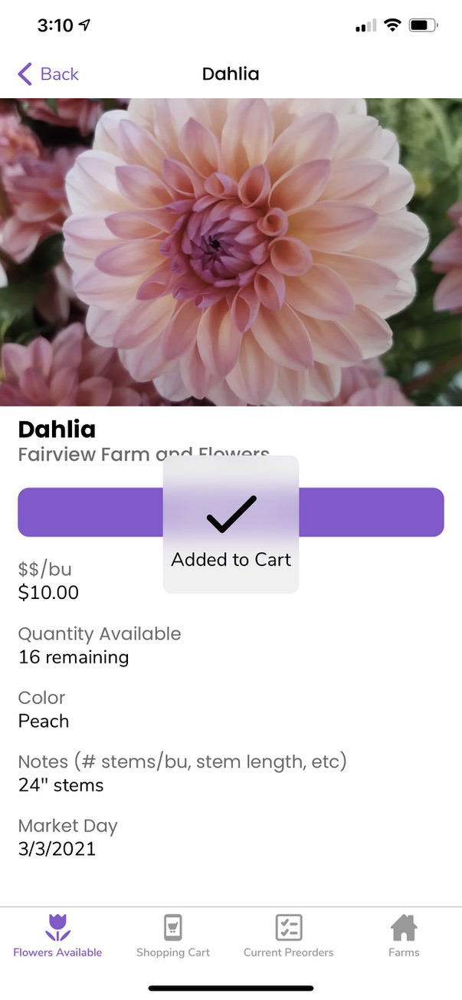 3:10
Back
Dahlia
Dahlia
Fairview Farm and Flowers
Added to Cart
$$/bu
$10.00
Quantity Available
16 remaining
Color
Peach
Notes (# stems/bu, stem length, etc)
24" stems
Market Day
3/3/2021
Flowers Available
Shopping Cart
Current Preorders
Farms